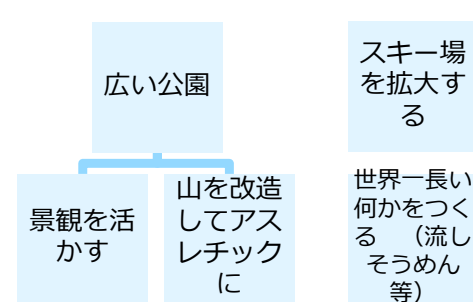 広い公園
スキー場
を拡大す
る
景観を活
かす
山を改造
してアス
レチック
に
世界一長い
何かをつく
る （流し
そうめん
等）